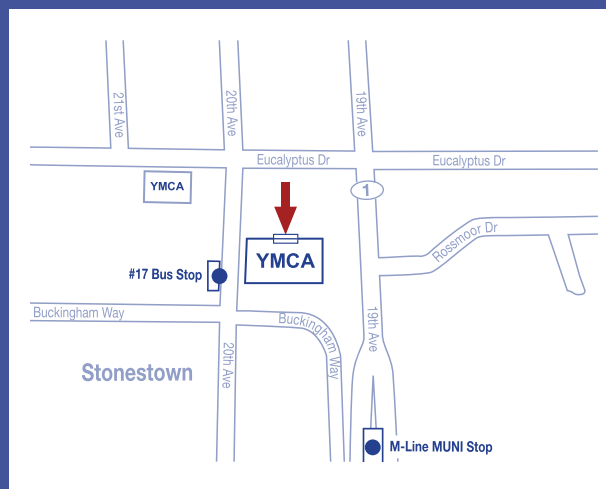 21st Ave
20th Ave
19th Ave
Eucalyptus Dr
Eucalyptus Dr
YMCA
1
Rossmoor Dr
YMCA
#17 Bus Stop
Buckingham Way
Buckingham Way
19th Ave
20th Ave
Stonestown
M-Line MUNI Stop